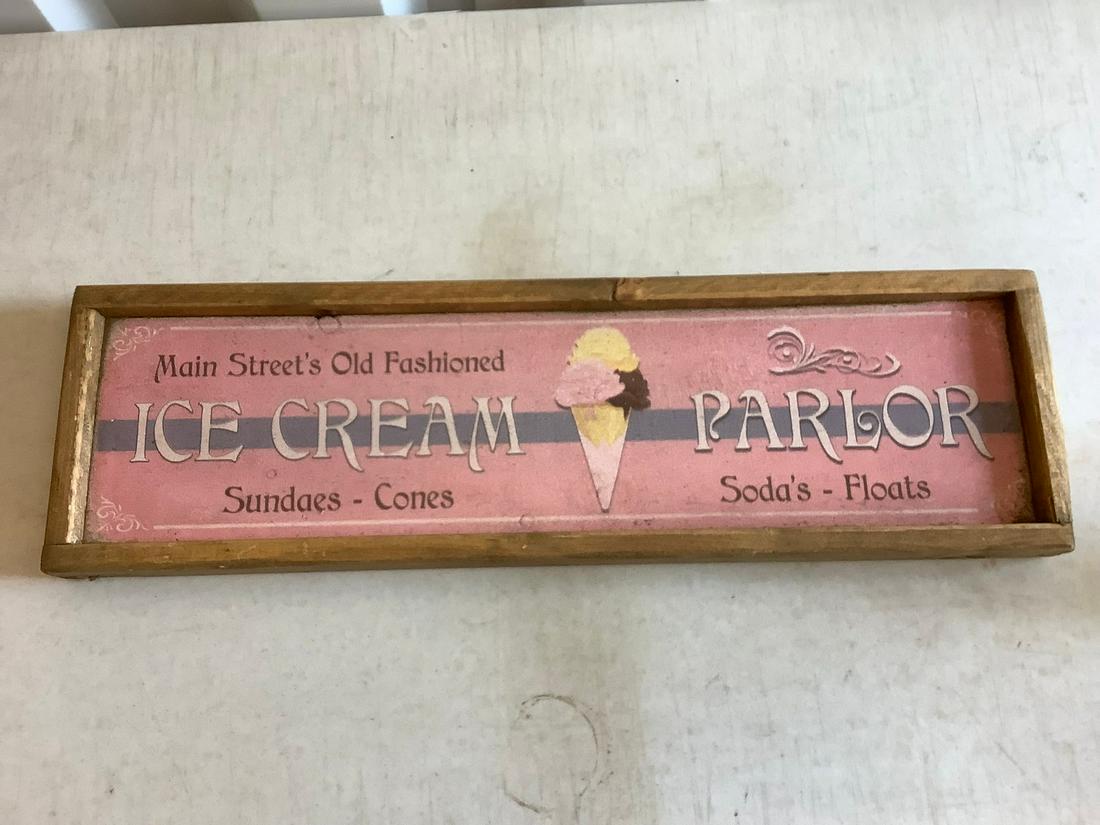 Main Street's Old Fashioned
ICE CREAM PARLOR
Sundaes - Cones
Soda's - Floats